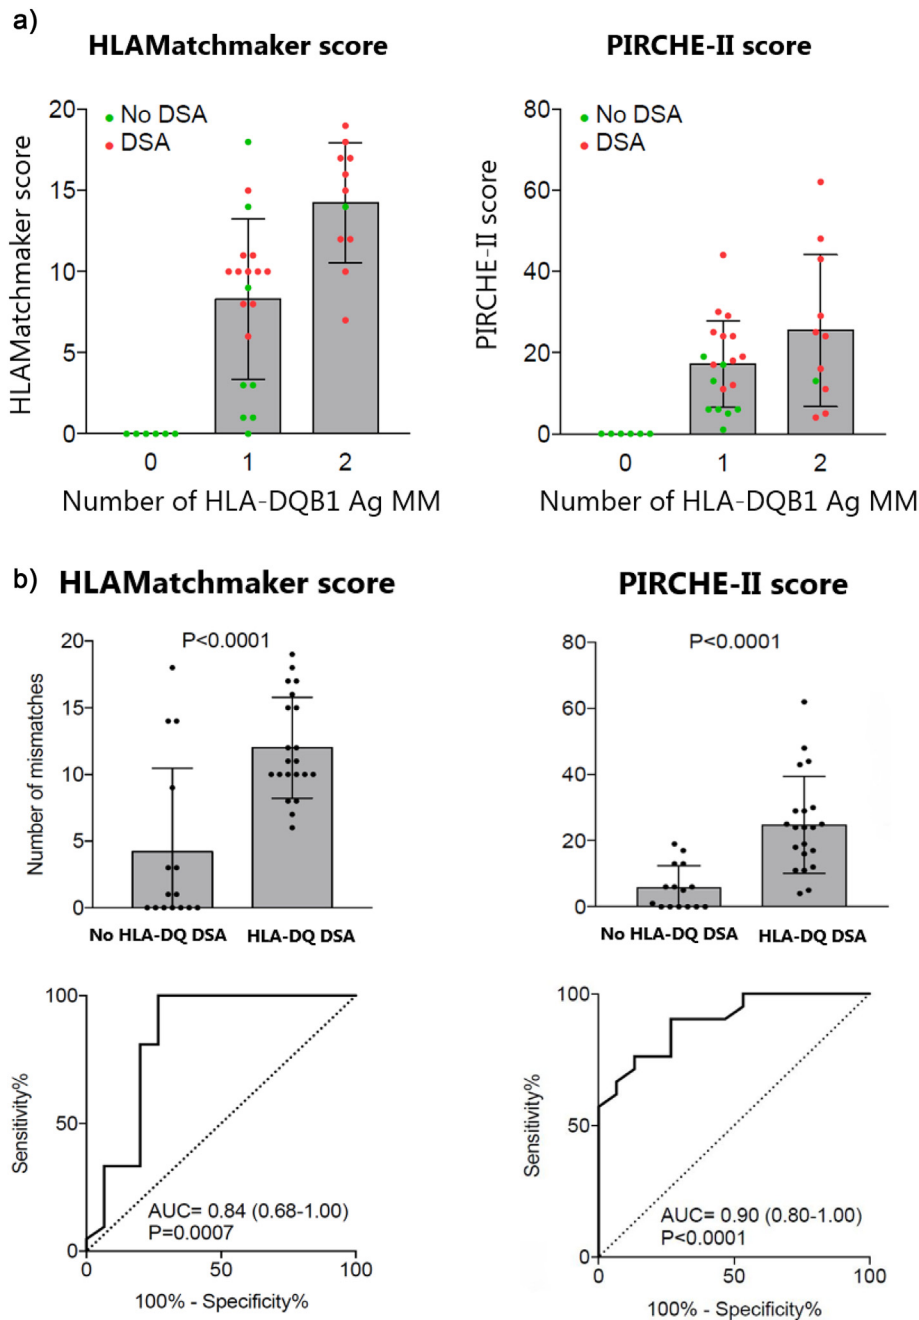 a)
HLAMatchmaker score
PIRCHE-II score
No DSA
DSA
HLAMatchmaker score
20
15
10
5
0
0 1 2
Number of HLA-DQB1 Ag MM
No DSA
DSA
PIRCHE-II score
80
60
40
20
0
0 1 2
Number of HLA-DQB1 Ag MM
b)
HLAMatchmaker score
PIRCHE-II score
P<0.0001
Number of mismatches
20
15
10
5
0
No HLA-DQ DSA HLA-DQ DSA
P<0.0001
80
60
40
20
0
No HLA-DQ DSA HLA-DQ DSA
Sensitivity%
100
50
0
AUC= 0.84 (0.68-1.00)
P=0.0007
0 50 100
100% - Specificity%
Sensitivity%
100
50
0
AUC= 0.90 (0.80-1.00)
P<0.0001
0 50 100
100% - Specificity%